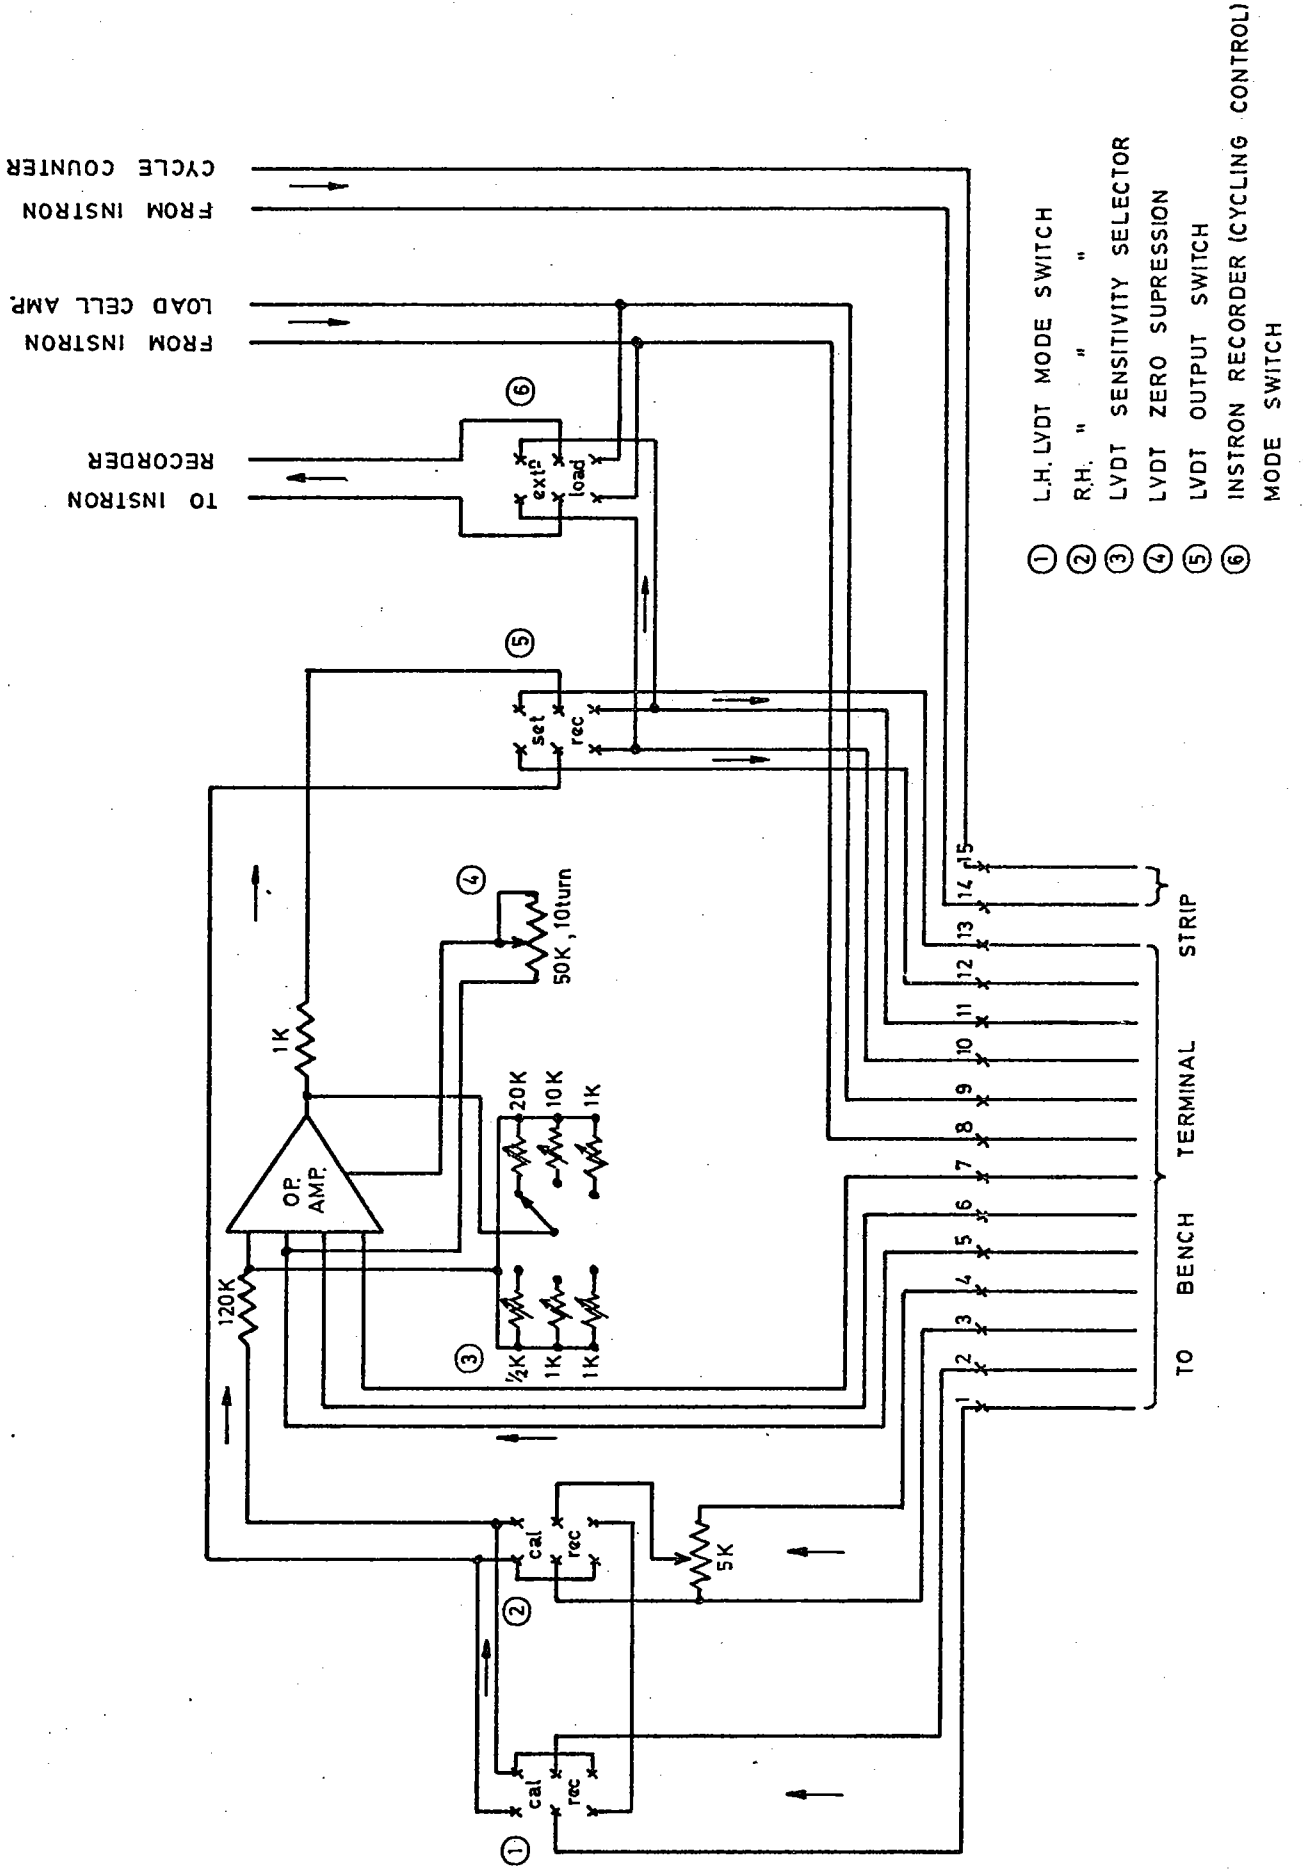 CYCLE COUNTER
FROM INSTRON
LOAD CELL AMP.
FROM INSTRON
RECORDER
TO INSTRON
120K
OP.
AMP.
1K
3
½K
1K
1K
20K
10K
1K
4
50K, 10turn
1
cal
rec
2
cal
rec
5K
5
set
rec
6
extⁿ
load
1
2
3
4
5
6
7
8
9
10
11
12
13
14
15
TO BENCH TERMINAL STRIP
1 L.H. LVDT MODE SWITCH
2 R.H. " " "
3 LVDT SENSITIVITY SELECTOR
4 LVDT ZERO SUPRESSION
5 LVDT OUTPUT SWITCH
6 INSTRON RECORDER (CYCLING CONTROL)
MODE SWITCH